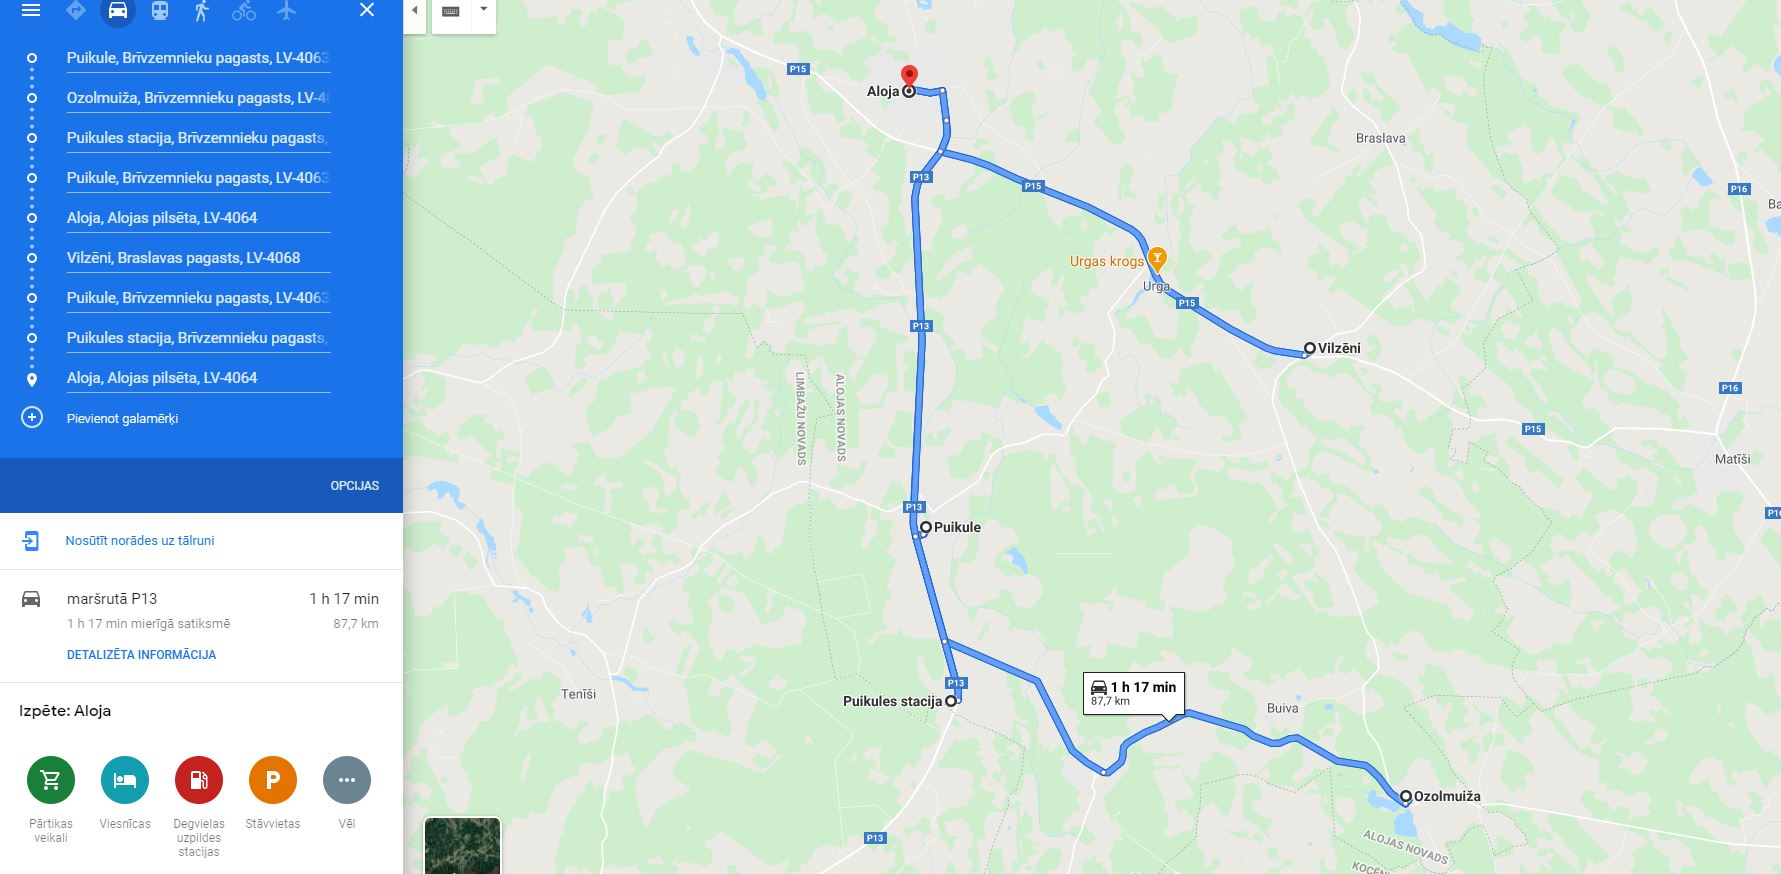 Puikule, Brīvzemnieku pagasts, LV-4063
Ozolmuiža, Brīvzemnieku pagasts, LV-4
Puikules stacija, Brīvzemnieku pagasts,
Puikule, Brīvzemnieku pagasts, LV-4063
Aloja, Alojas pilsēta, LV-4064
Vilzēni, Braslavas pagasts, LV-4068
Puikule, Brīvzemnieku pagasts, LV-4063
Puikules stacija, Brīvzemnieku pagasts,
Aloja, Alojas pilsēta, LV-4064
Pievienot galamērķi
OPCIJAS
Nosūtīt norādes uz tālruni
maršrutā P13 1 h 17 min
1 h 17 min mierīgā satiksmē 87,7 km
DETALIZĒTA INFORMĀCIJA
Izpēte: Aloja
P
Pārtikas veikali
Viesnīcas
Degvielas uzpildes stacijas
Stāvvietas
Vēl
P15
Aloja
Braslava
P13
P15
P16
Ba
Urgas krogs
Urga
P15
P13
Vilzēni
LIMBAŽU NOVADS
ALOJAS NOVADS
P16
P15
Matīši
P13
P16
Puikule
P13
Tenīši
Puikules stacija
1 h 17 min
87,7 km
Buiva
Ozolmuiža
P13
ALOJAS NOVADS
KOCĒN